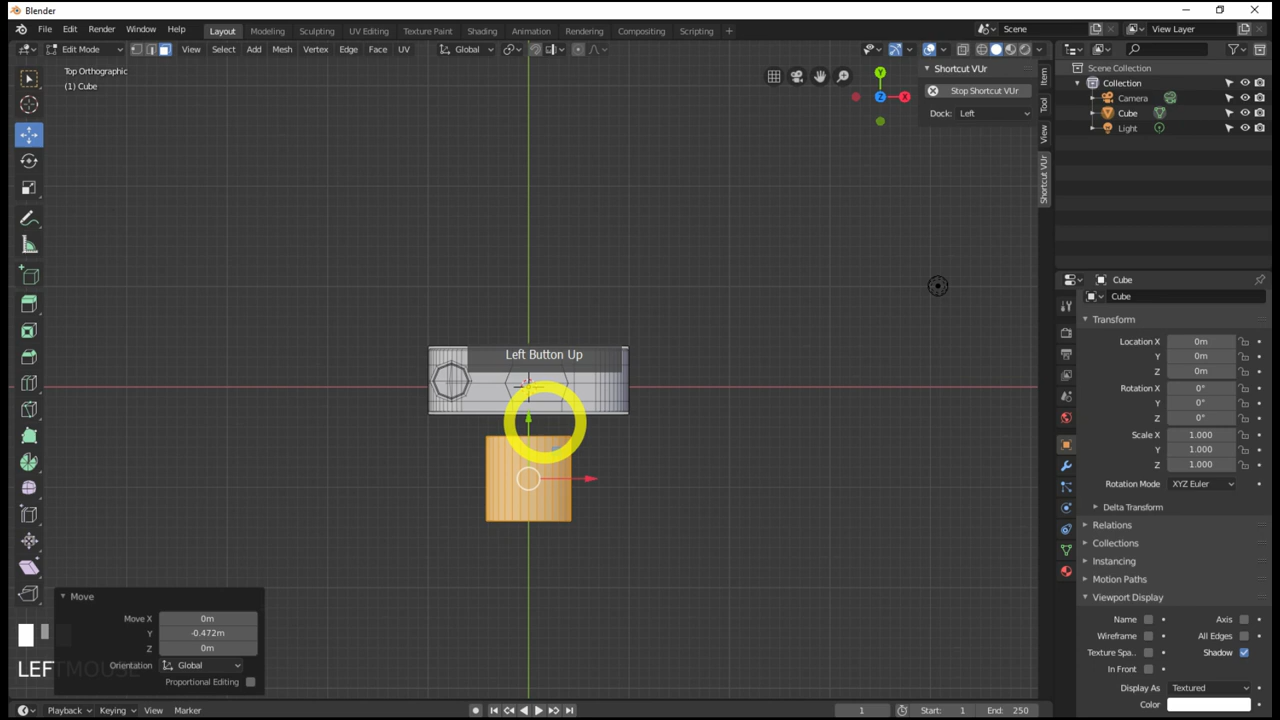 Blender
File Edit Render Window Help
Layout Modeling Sculpting UV Editing Texture Paint Shading Animation Rendering Compositing Scripting
Scene
View Layer
Edit Mode View Select Add Mesh Vertex Edge Face UV Global
Top Orthographic
(1) Cube
Y
Z
X
Shortcut VUr
Stop Shortcut VUr
Dock: Left
Item
Tool
View
Shortcut VUr
Scene Collection
Collection
Camera
Cube
Light
Cube
Cube
Transform
Location X 0m
Y 0m
Z 0m
Rotation X 0°
Y 0°
Z 0°
Scale X 1.000
Y 1.000
Z 1.000
Rotation Mode XYZ Euler
Delta Transform
Relations
Collections
Instancing
Motion Paths
Viewport Display
Name Axis
Wireframe All Edges
Texture Spa.. Shadow
In Front
Display As Textured
Color
Left Button Up
Move
Move X 0m
Y -0.472m
Z 0m
Orientation Global
Proportional Editing
LEFTMOUSE
Playback Keying View Marker
1 Start: 1 End: 250